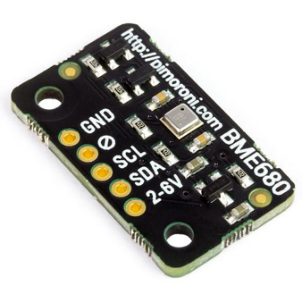 http://pimoroni.com
BME680
GND
SCL
SDA
2-6V